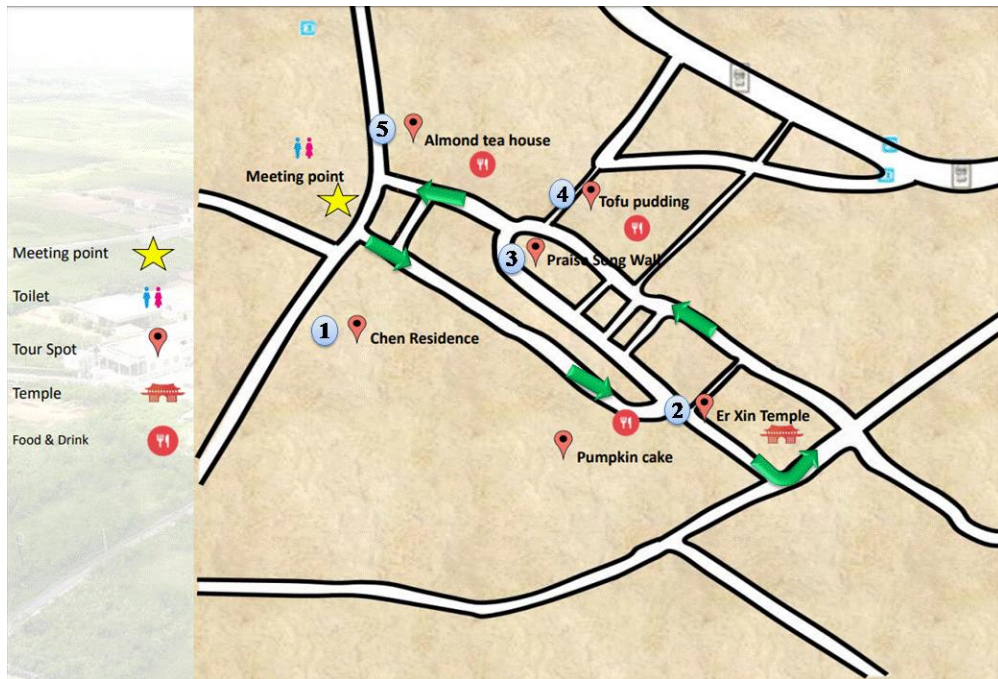 Meeting point
Toilet
Tour Spot
Temple
Food & Drink
5
Almond tea house
Meeting point
4
Tofu pudding
3
Praise Song Wall
1
Chen Residence
2
Er Xin Temple
Pumpkin cake